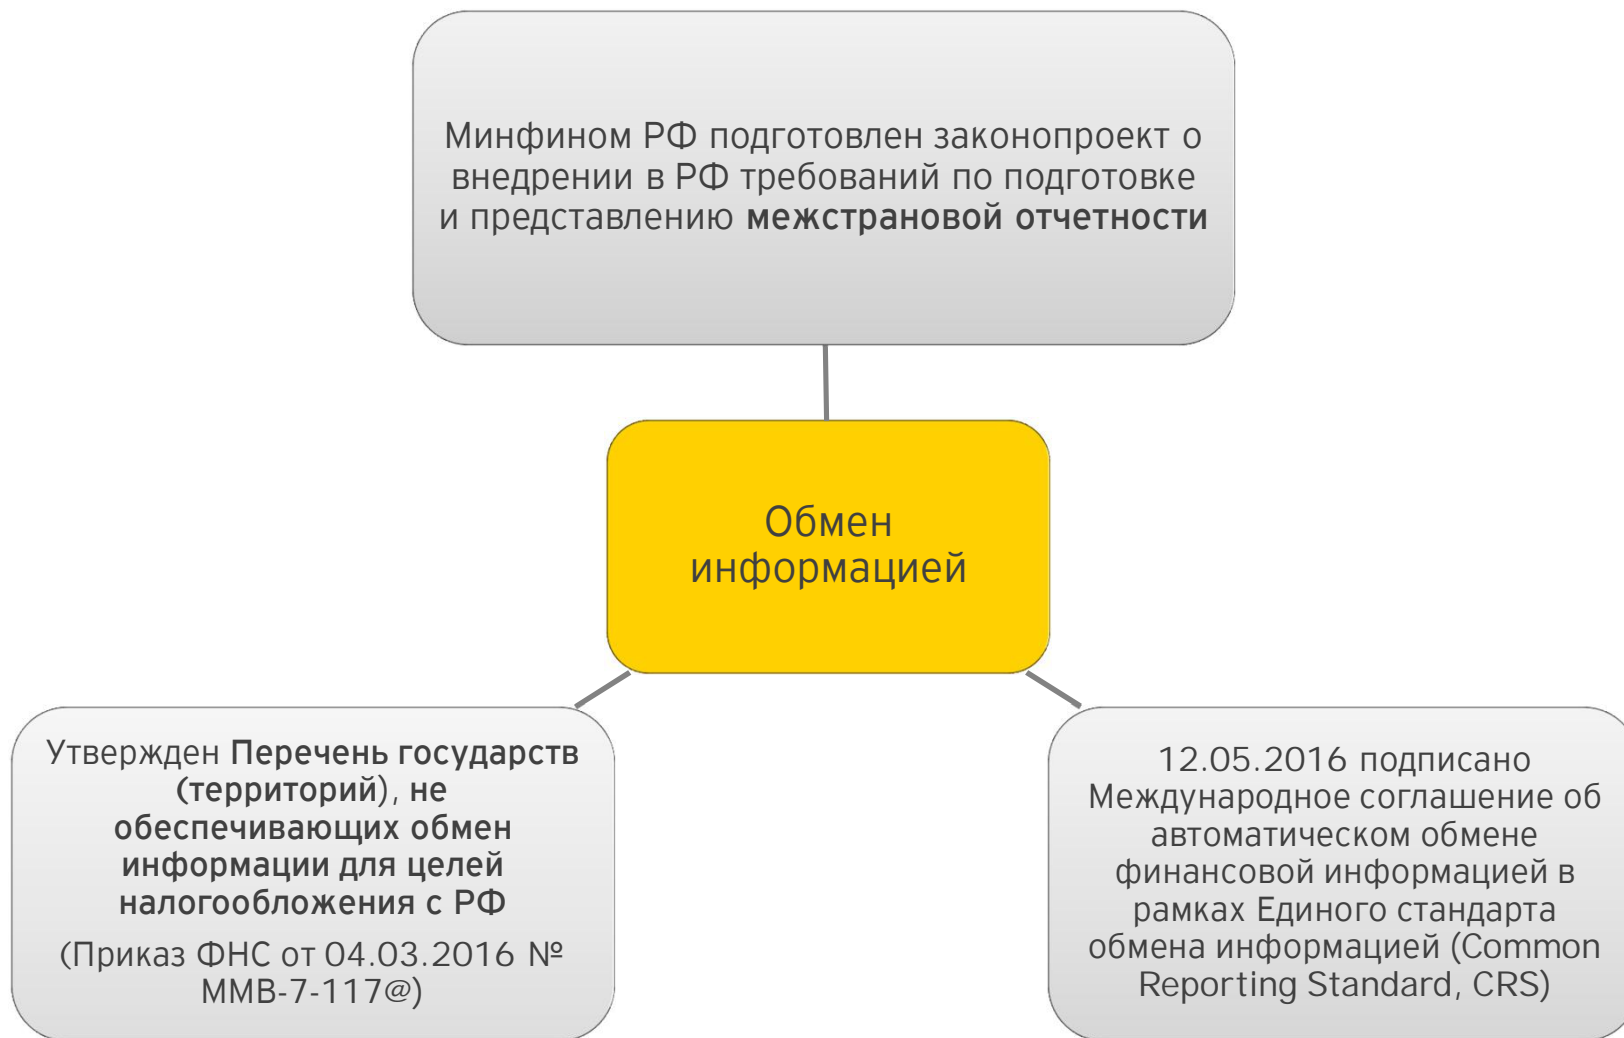 Минфином РФ подготовлен законопроект о
внедрении в РФ требований по подготовке
и представлению межстрановой отчетности
Обмен
информацией
Утвержден Перечень государств
(территорий), не
обеспечивающих обмен
информации для целей
налогообложения с РФ
(Приказ ФНС от 04.03.2016 №
ММВ-7-117@)
12.05.2016 подписано
Международное соглашение об
автоматическом обмене
финансовой информацией в
рамках Единого стандарта
обмена информацией (Common
Reporting Standard, CRS)